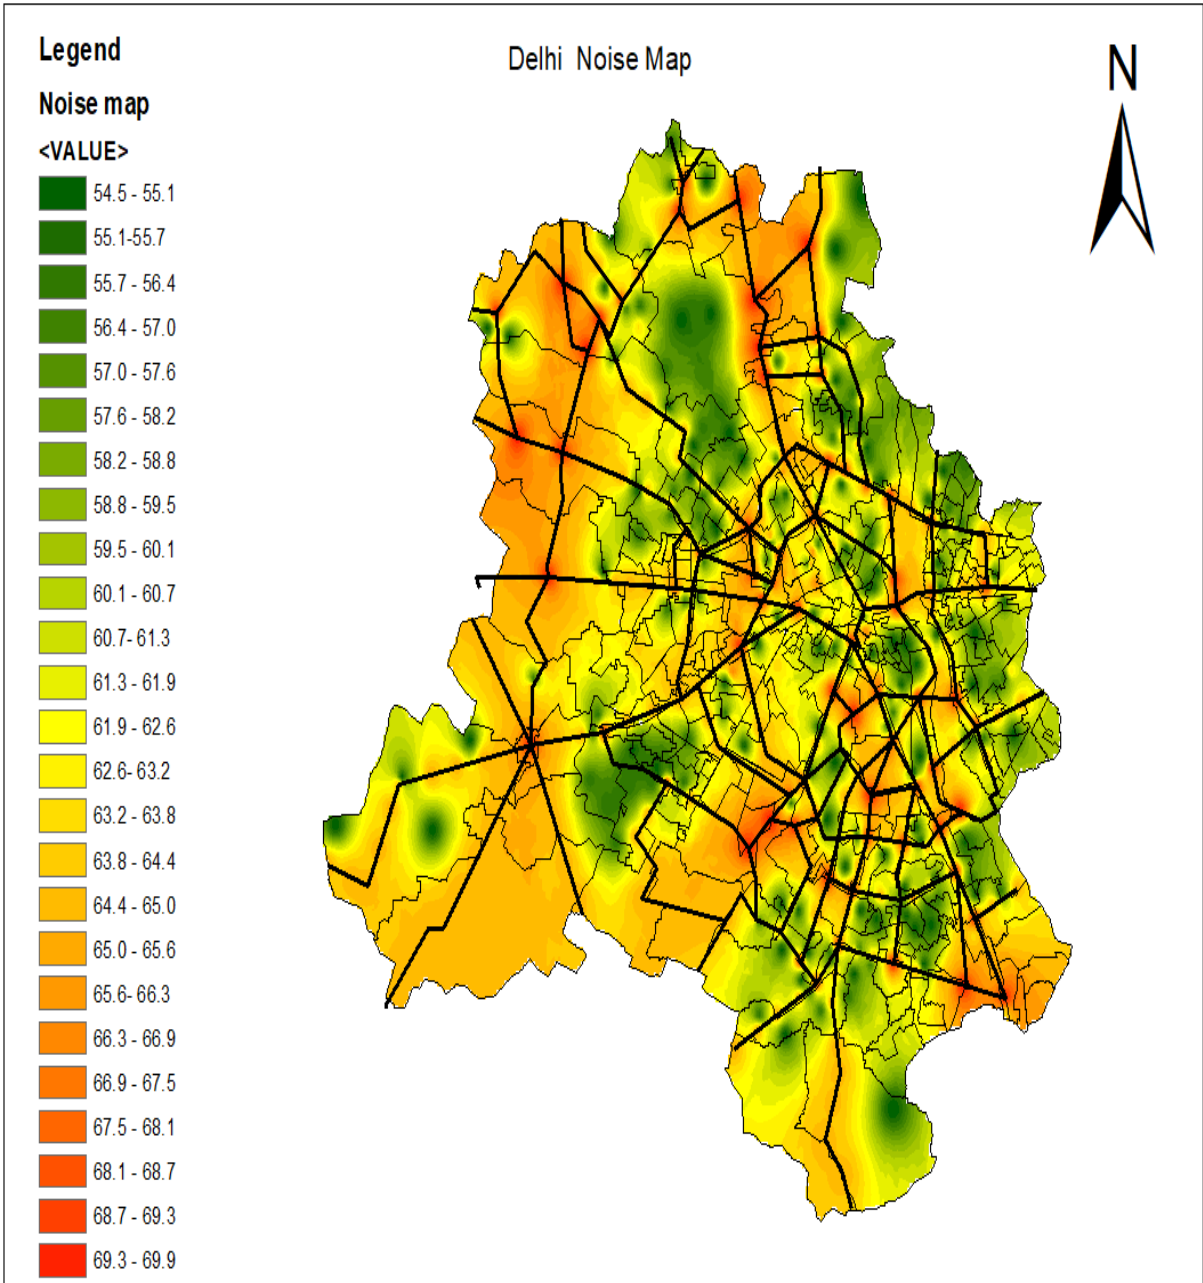 Legend
Delhi Noise Map
N
Noise map
<VALUE>
54.5 - 55.1
55.1-55.7
55.7 - 56.4
56.4 - 57.0
57.0 - 57.6
57.6 - 58.2
58.2 - 58.8
58.8 - 59.5
59.5 - 60.1
60.1 - 60.7
60.7- 61.3
61.3 - 61.9
61.9 - 62.6
62.6- 63.2
63.2 - 63.8
63.8 - 64.4
64.4 - 65.0
65.0 - 65.6
65.6- 66.3
66.3 - 66.9
66.9 - 67.5
67.5 - 68.1
68.1 - 68.7
68.7 - 69.3
69.3 - 69.9